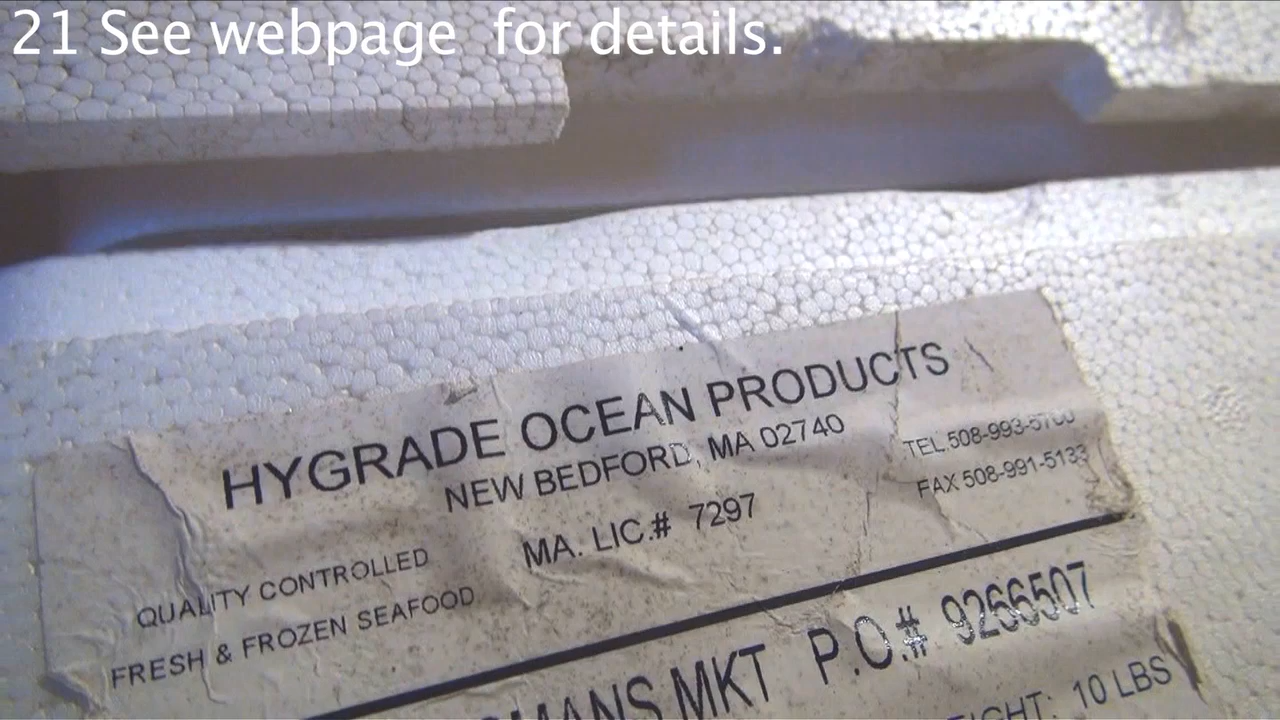 21 See webpage for details.
HYGRADE OCEAN PRODUCTS
NEW BEDFORD, MA 02740
TEL.508-993-5700
FAX 508-991-5133
MA. LIC.# 7297
QUALITY CONTROLLED
FRESH & FROZEN SEAFOOD
MKT P.O.# 9266507
10 LBS